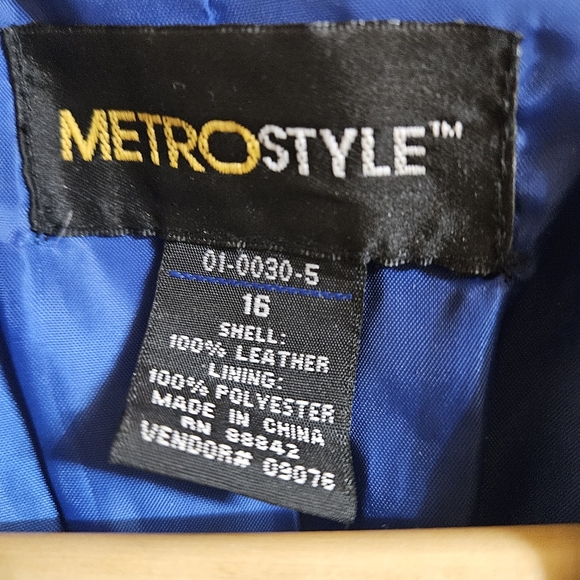 METROSTYLE™
01-0030-5
16
SHELL:
100% LEATHER
LINING:
100% POLYESTER
MADE IN CHINA
RN 88842
VENDOR# 09076